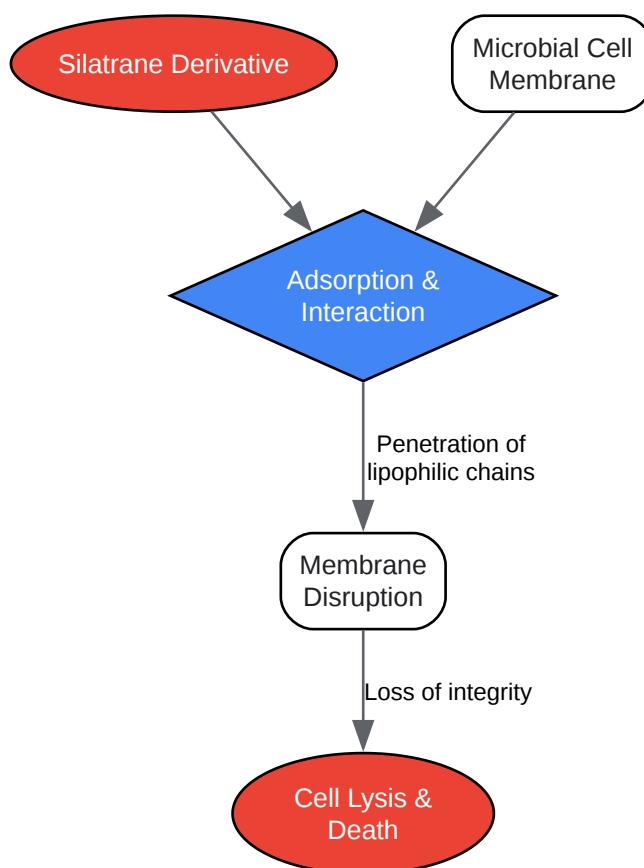 Silatrane Derivative
Microbial Cell
Membrane
Adsorption &
Interaction
Penetration of
lipophilic chains
Membrane
Disruption
Loss of integrity
Cell Lysis &
Death